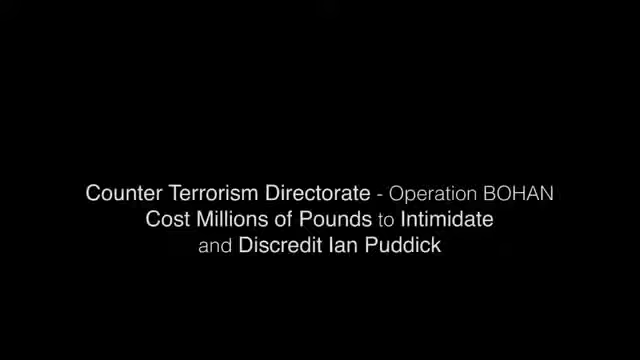 Counter Terrorism Directorate - Operation BOHAN
Cost Millions of Pounds to Intimidate
and Discredit Ian Puddick